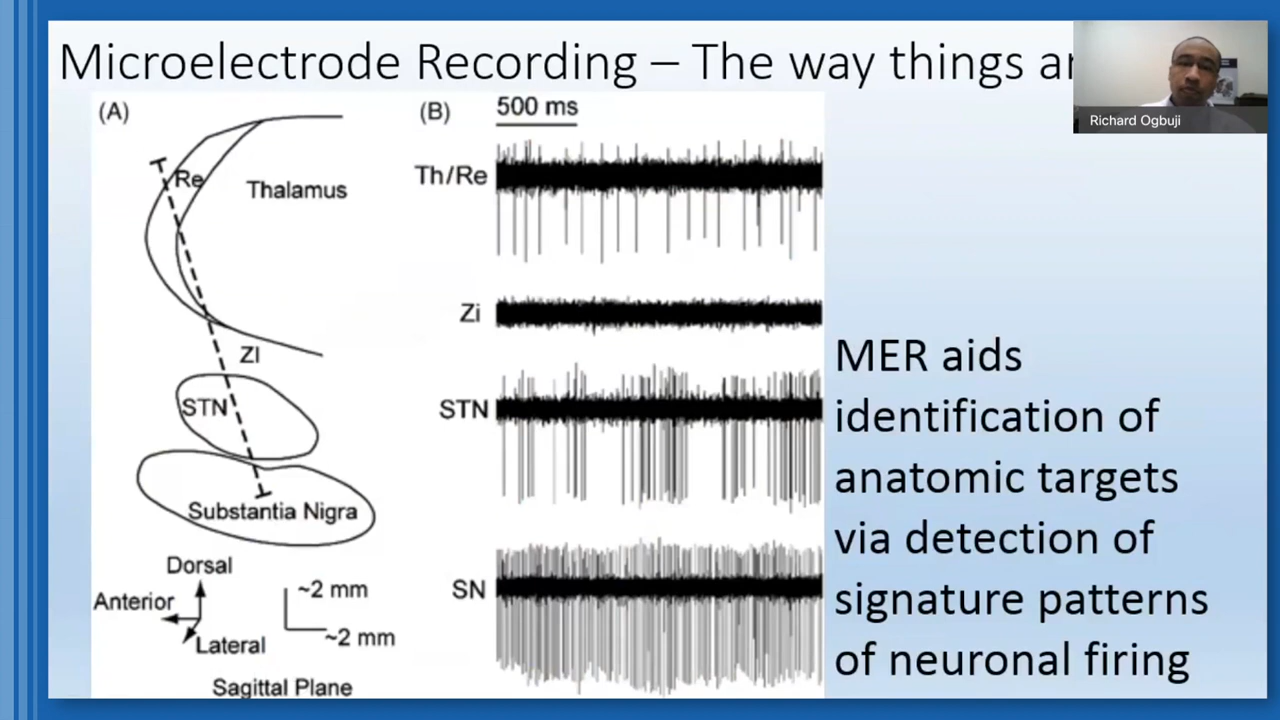 Microelectrode Recording – The way things
Richard Ogbuji
(A)
Re
Thalamus
ZI
STN
Substantia Nigra
Dorsal
Anterior
Lateral
~2 mm
~2 mm
Sagittal Plane
(B)
500 ms
Th/Re
Zi
STN
SN
MER aids
identification of
anatomic targets
via detection of
signature patterns
of neuronal firing